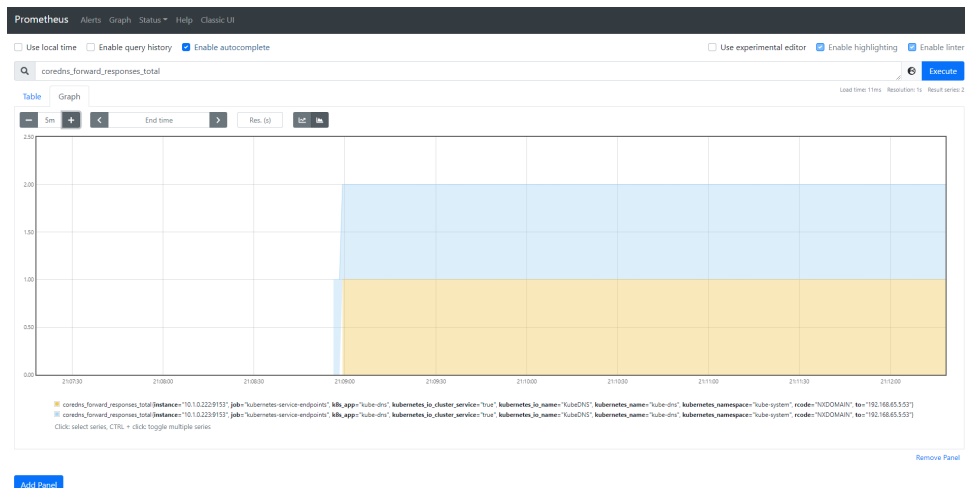 Prometheus Alerts Graph Status Help Classic UI
Use local time Enable query history Enable autocomplete Use experimental editor Enable highlighting Enable linter
coredns_forward_responses_total Execute
Load time: 11ms Resolution: 1s Result series: 2
Table Graph
5m End time Res. (s)
2.50
2.00
1.50
1.00
0.50
0.00
21:07:30 21:08:00 21:08:30 21:09:00 21:09:30 21:10:00 21:10:30 21:11:00 21:11:30 21:12:00
coredns_forward_responses_total{instance="10.1.0.222:9153", job="kubernetes-service-endpoints", k8s_app="kube-dns", kubernetes_io_cluster_service="true", kubernetes_io_name="KubeDNS", kubernetes_name="kube-dns", kubernetes_namespace="kube-system", rcode="NXDOMAIN", to="192.168.65.5:53"}
coredns_forward_responses_total{instance="10.1.0.223:9153", job="kubernetes-service-endpoints", k8s_app="kube-dns", kubernetes_io_cluster_service="true", kubernetes_io_name="KubeDNS", kubernetes_name="kube-dns", kubernetes_namespace="kube-system", rcode="NXDOMAIN", to="192.168.65.5:53"}
Click: select series, CTRL + click: toggle multiple series
Remove Panel
Add Panel